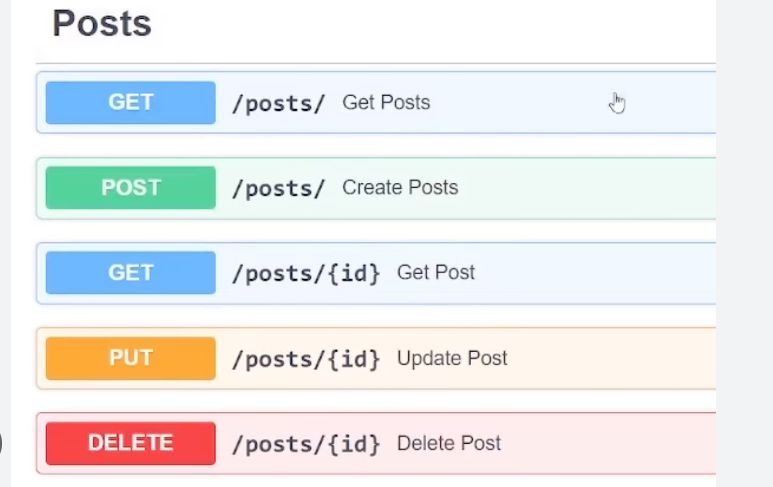 Posts
GET /posts/ Get Posts
POST /posts/ Create Posts
GET /posts/{id} Get Post
PUT /posts/{id} Update Post
DELETE /posts/{id} Delete Post